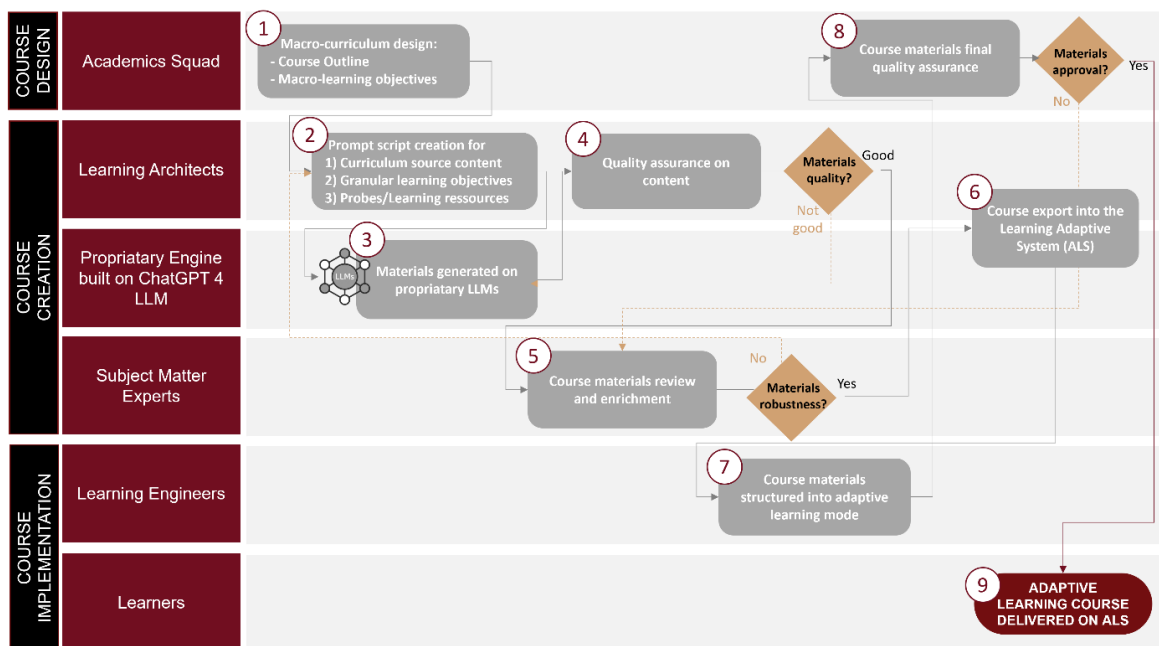 COURSE
DESIGN
Academics Squad
1
Macro-curriculum design:
- Course Outline
- Macro-learning objectives
8
Course materials final
quality assurance
Materials
approval?
Yes
No
COURSE
CREATION
Learning Architects
2
Prompt script creation for
1) Curriculum source content
2) Granular learning objectives
3) Probes/Learning ressources
4
Quality assurance on
content
Materials
quality?
Good
Not
good
6
Course export into the
Learning Adaptive
System (ALS)
Propriatary Engine
built on ChatGPT 4
LLM
3
LLMs
Materials generated on
propriatary LLMs
Subject Matter
Experts
5
Course materials review
and enrichment
No
Materials
robustness?
Yes
COURSE
IMPLEMENTATION
Learning Engineers
7
Course materials
structured into adaptive
learning mode
Learners
9
ADAPTIVE
LEARNING COURSE
DELIVERED ON ALS